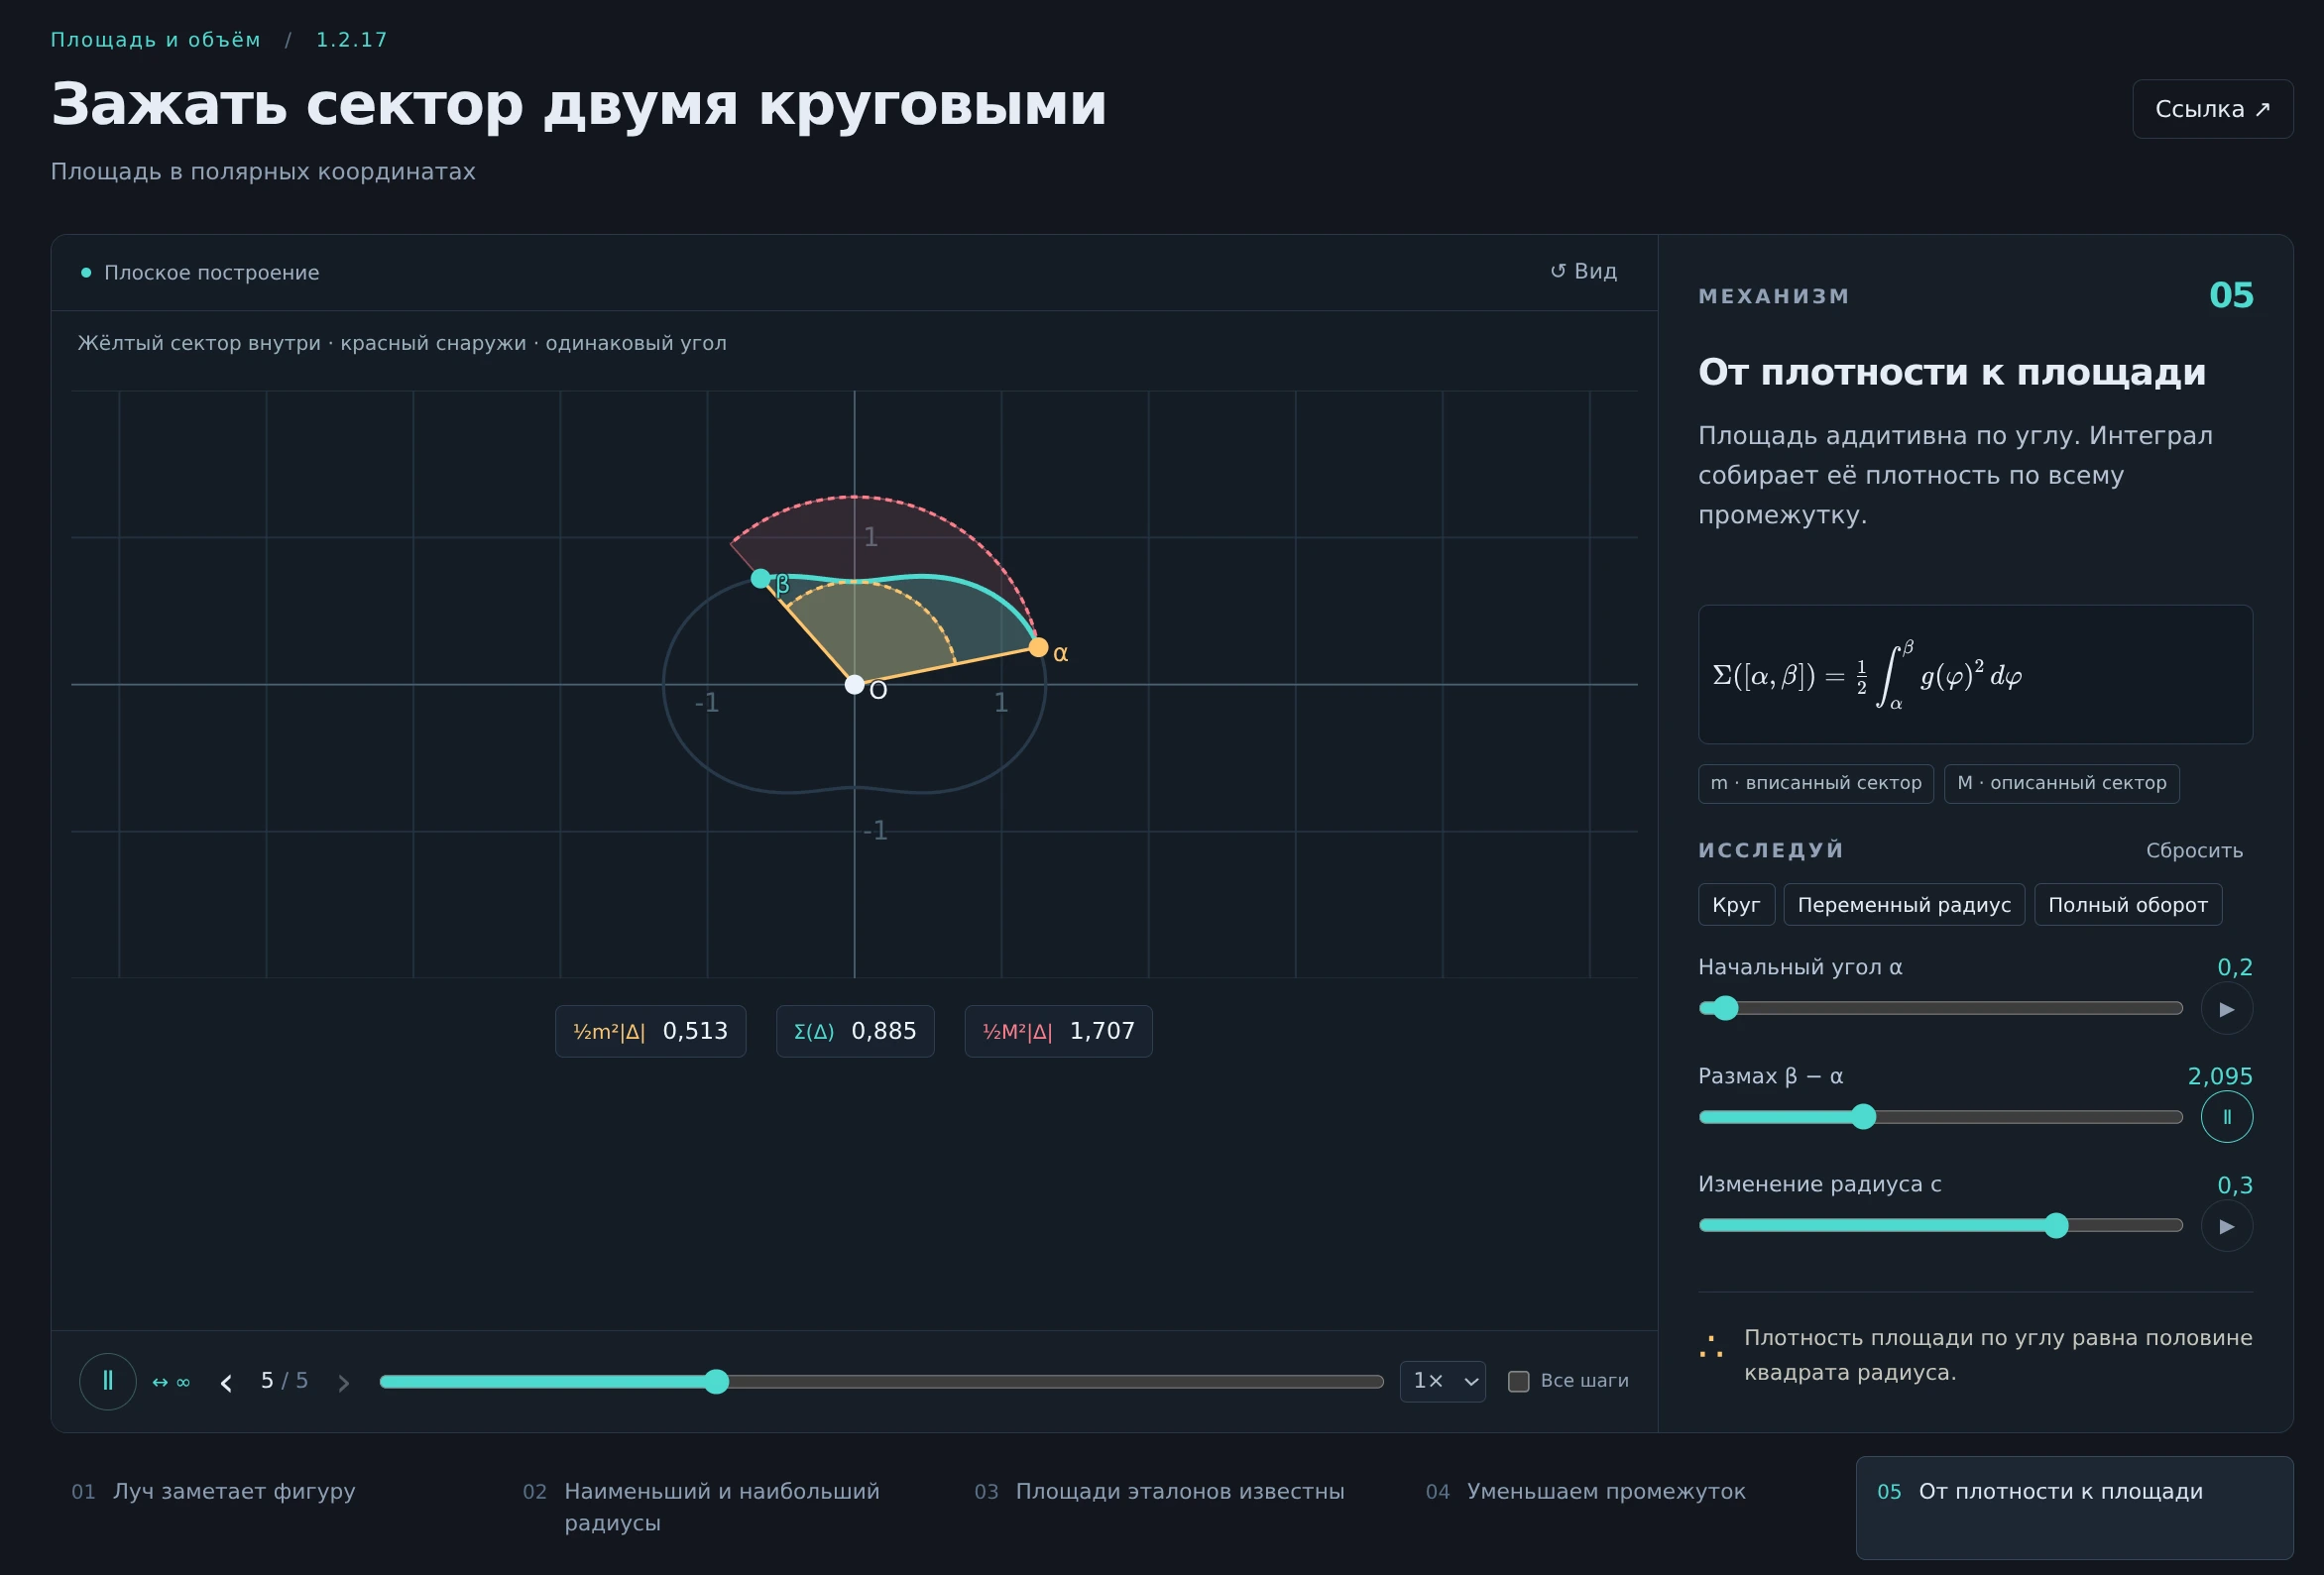 Площадь и объём / 1.2.17
Зажать сектор двумя круговыми
Ссылка ↗
Площадь в полярных координатах
Плоское построение
↺ Вид
Жёлтый сектор внутри · красный снаружи · одинаковый угол
1
β
α
O
-1
1
-1
½m²|Δ| 0,513
Σ(Δ) 0,885
½M²|Δ| 1,707
↔ ∞
5 / 5
1×
Все шаги
МЕХАНИЗМ
05
От плотности к площади
Площадь аддитивна по углу. Интеграл
собирает её плотность по всему
промежутку.
Σ([α, β]) = ½ ∫_α^β g(φ)² dφ
m · вписанный сектор
M · описанный сектор
ИССЛЕДУЙ
Сбросить
Круг
Переменный радиус
Полный оборот
Начальный угол α
0,2
Размах β − α
2,095
Изменение радиуса c
0,3
∴ Плотность площади по углу равна половине
квадрата радиуса.
01 Луч заметает фигуру
02 Наименьший и наибольший
радиусы
03 Площади эталонов известны
04 Уменьшаем промежуток
05 От плотности к площади